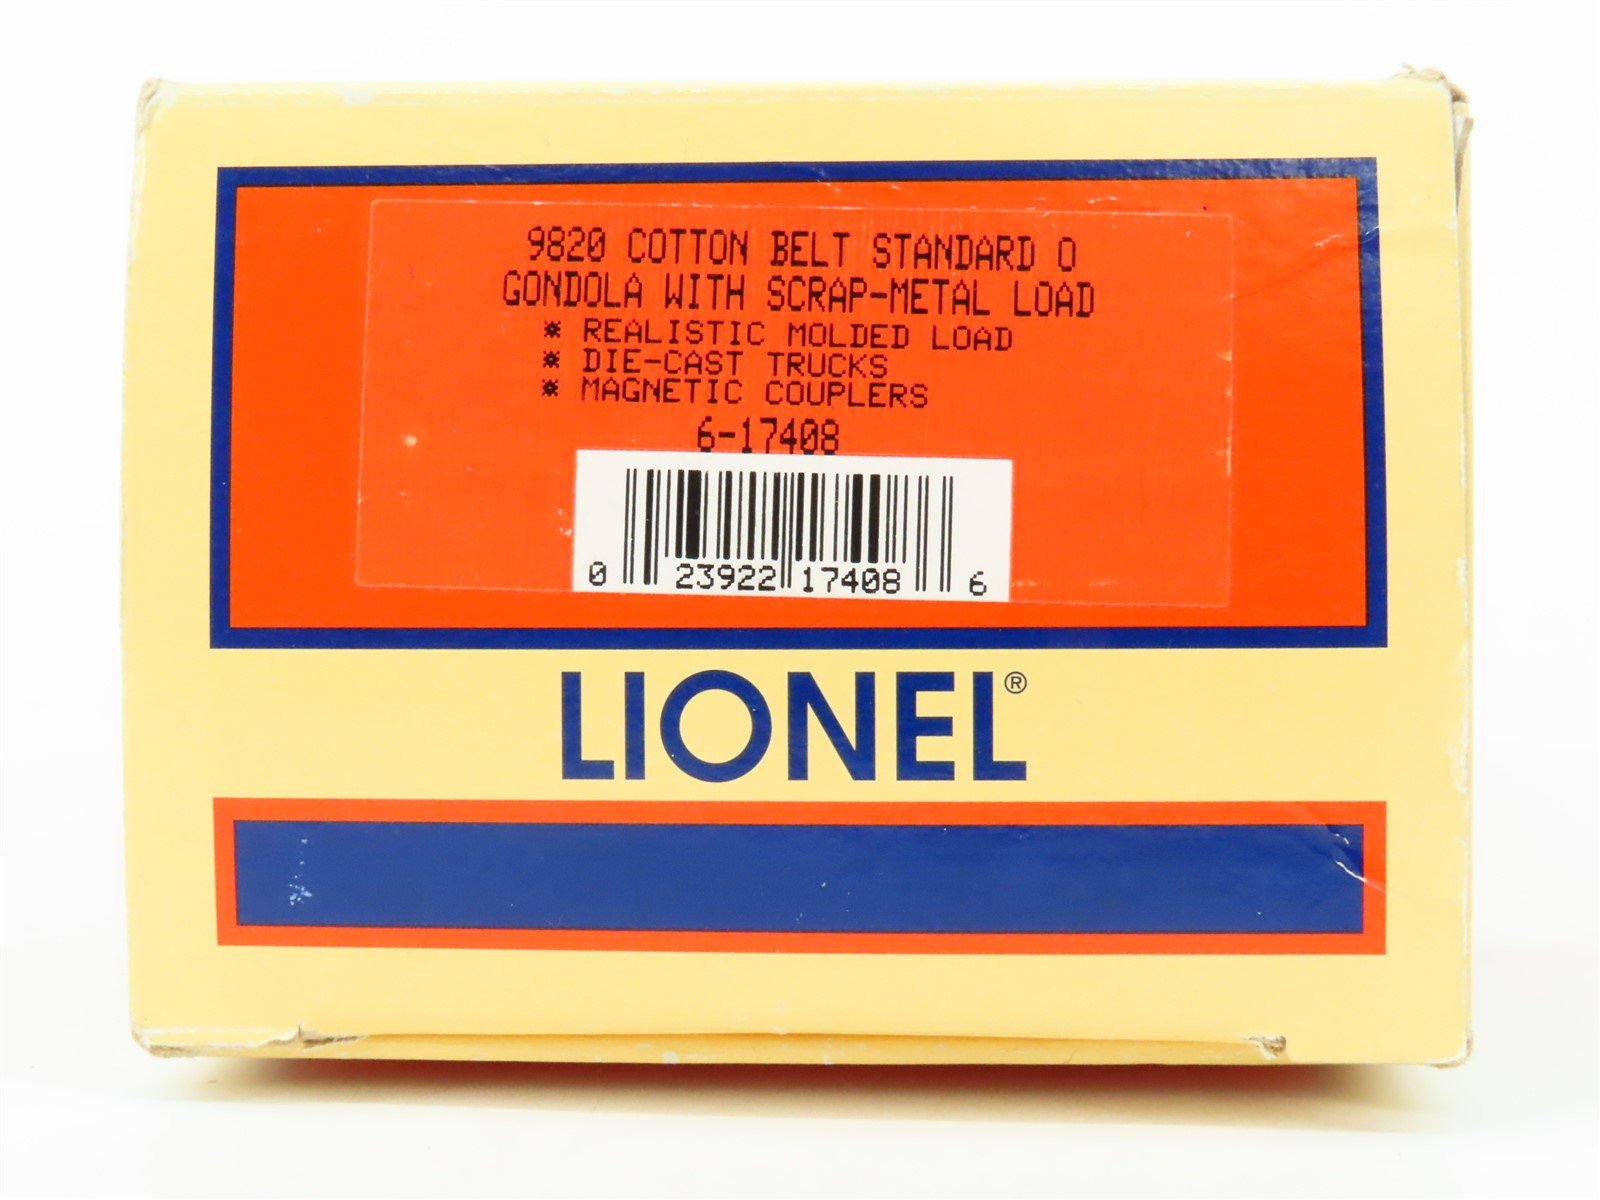 9820 COTTON BELT STANDARD O
GONDOLA WITH SCRAP-METAL LOAD
* REALISTIC MOLDED LOAD
* DIE-CAST TRUCKS
* MAGNETIC COUPLERS
6-17408
0 23922 17408 6
LIONEL®